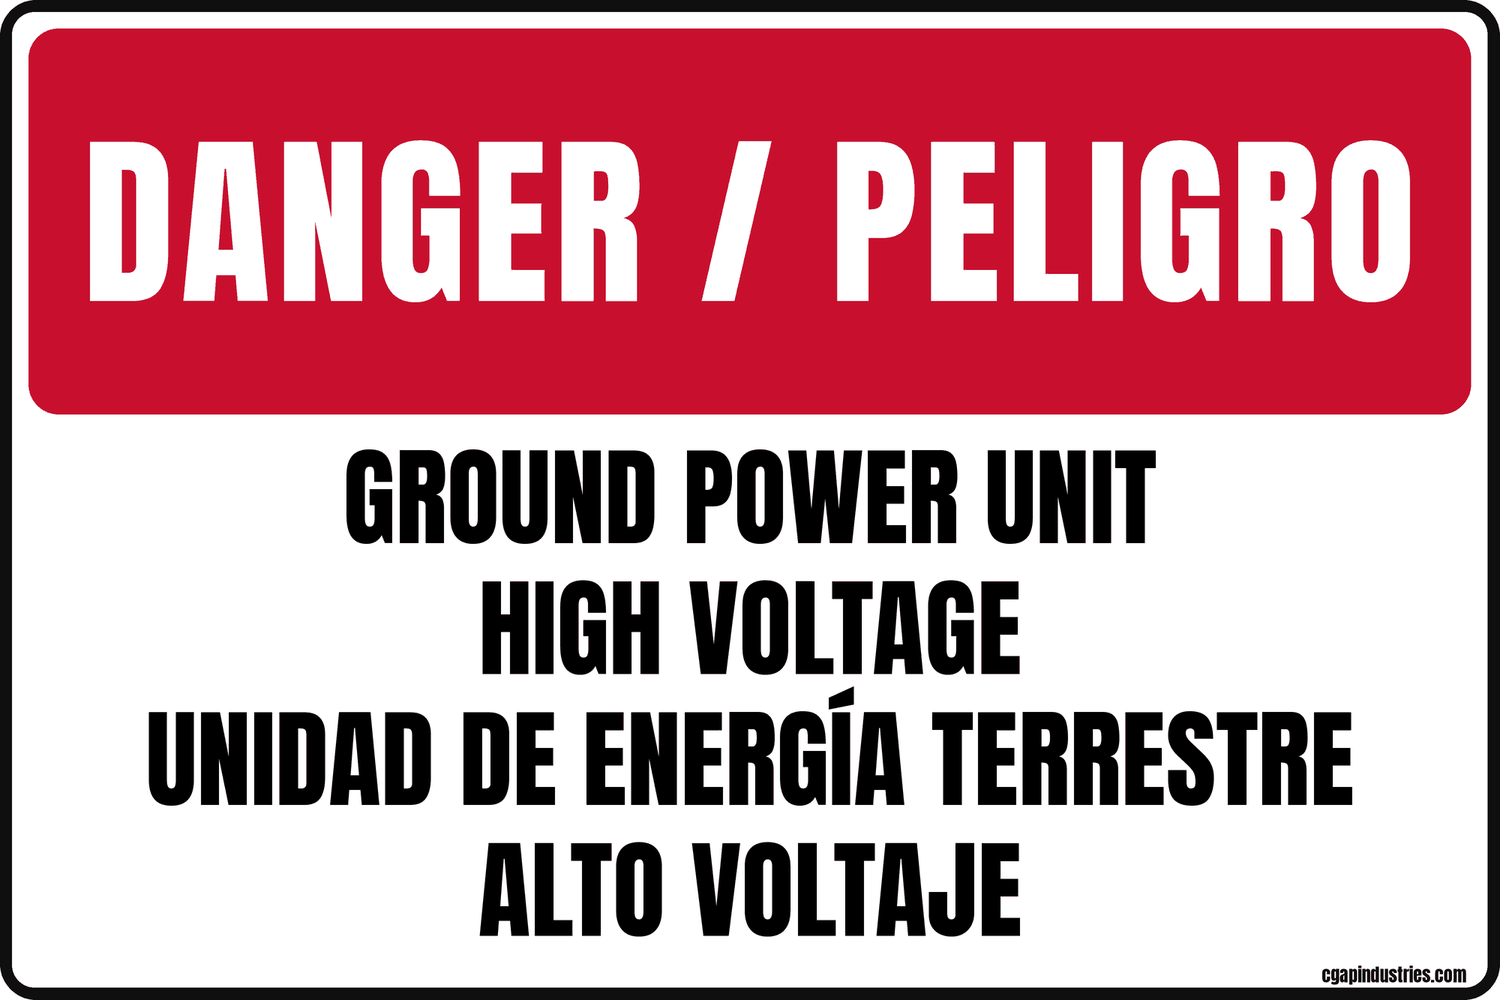 DANGER / PELIGRO
GROUND POWER UNIT
HIGH VOLTAGE
UNIDAD DE ENERGÍA TERRESTRE
ALTO VOLTAJE
cgapindustries.com